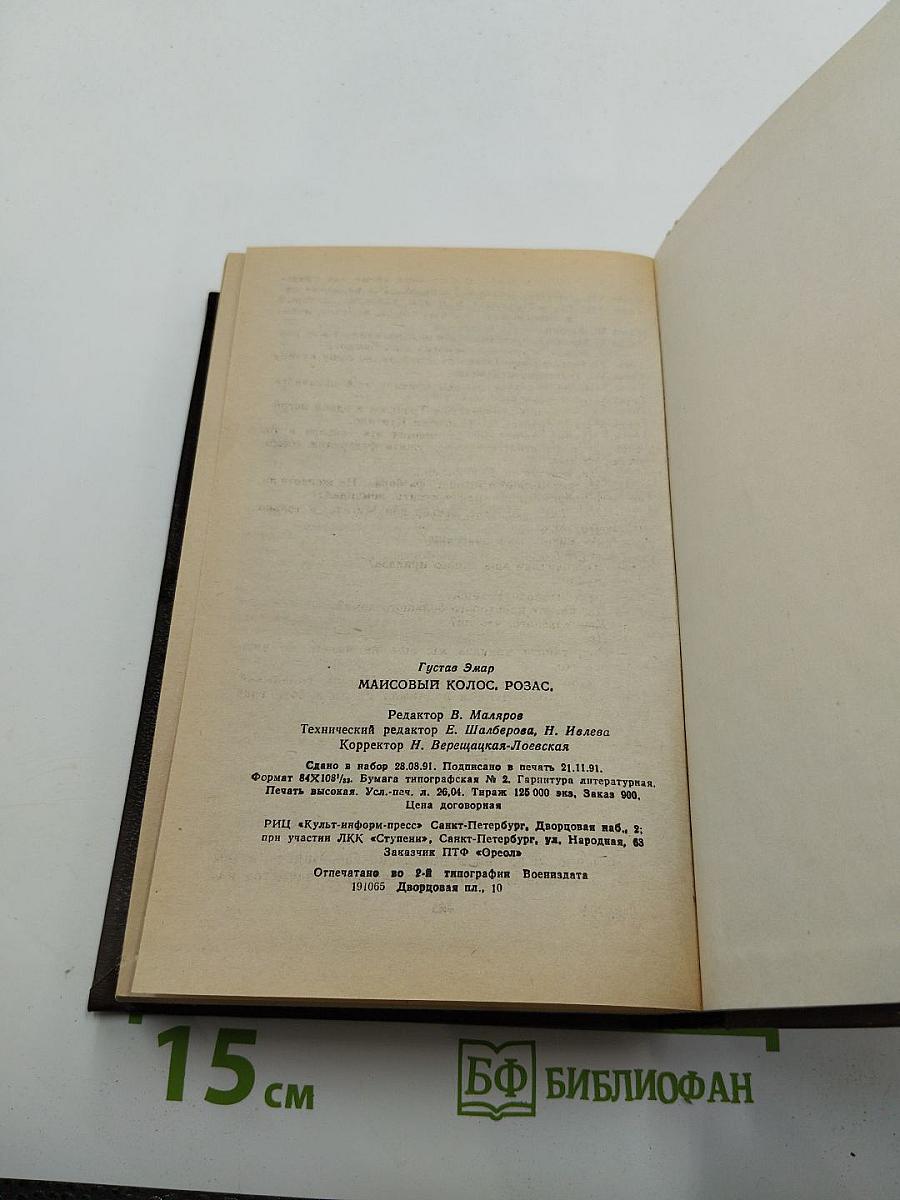 Густав Эмар
МАИСОВЫЙ КОЛОС. РОЗАС.
Редактор В. Маляров
Технический редактор Е. Шалберова, Н. Ивлева
Корректор Н. Верещацкая-Лоевская
Сдано в набор 28.08.91. Подписано в печать 21.11.91.
Формат 84×108¹/₃₂. Бумага типографская № 2. Гарнитура литературная.
Печать высокая. Усл.-печ. л. 26,04. Тираж 125 000 экз. Заказ 900.
Цена договорная
РИЦ «Культ-информ-пресс» Санкт-Петербург, Дворцовая наб., 2;
при участии ЛКК «Ступени», Санкт-Петербург, ул. Народная, 63
Заказчик ПТФ «Ореол»
Отпечатано во 2-й типографии Воениздата
191065 Дворцовая пл., 10
15 см
БФ БИБЛИОФАН